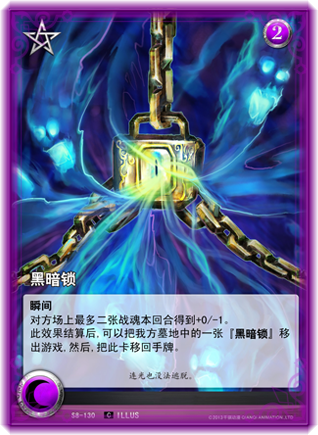 2
黑暗锁
瞬间
对方场上最多二张战魂本回合得到+0/-1。
此效果结算后,可以把我方墓地中的一张『黑暗锁』移
出游戏.然后,把此卡移回手牌。
连光也没法逃脱。
S8-130 C ILLUS